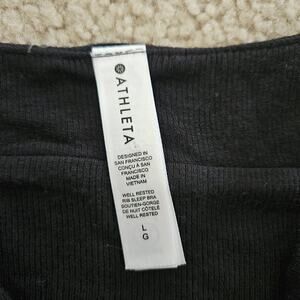 ATHLETA
DESIGNED IN
SAN FRANCISCO
CONÇU À SAN
FRANCISCO
MADE IN
VIETNAM
WELL RESTED
RIB SLEEP BRA
SOUTIEN-GORGE
DE NUIT CÔTELÉ
WELL RESTED
L
G